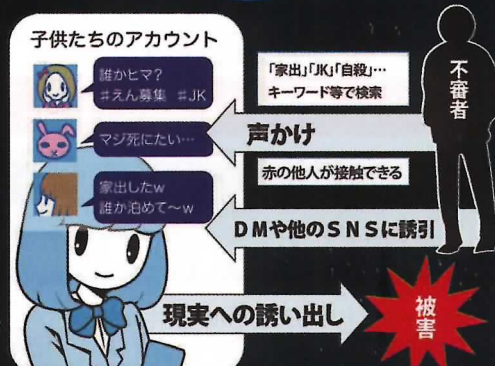 子供たちのアカウント
誰かヒマ?
#えん募集 #JK
マジ死にたい…
家出したw
誰か泊めて〜w
「家出」「JK」「自殺」…
キーワード等で検索
不審者
声かけ
赤の他人が接触できる
DMや他のSNSに誘引
現実への誘い出し
被害